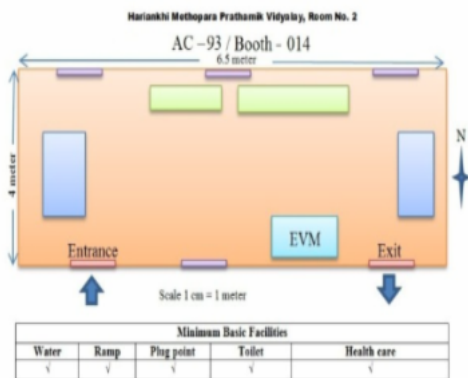 Hariankhi Methopara Prathamik Vidyalay, Room No. 2
AC –93 / Booth - 014
6.5 meter
4 meter
N
EVM
Entrance
Exit
Scale 1 cm = 1 meter
Minimum Basic Facilities
Water Ramp Plug point Toilet Health care
√ √ √ √ √